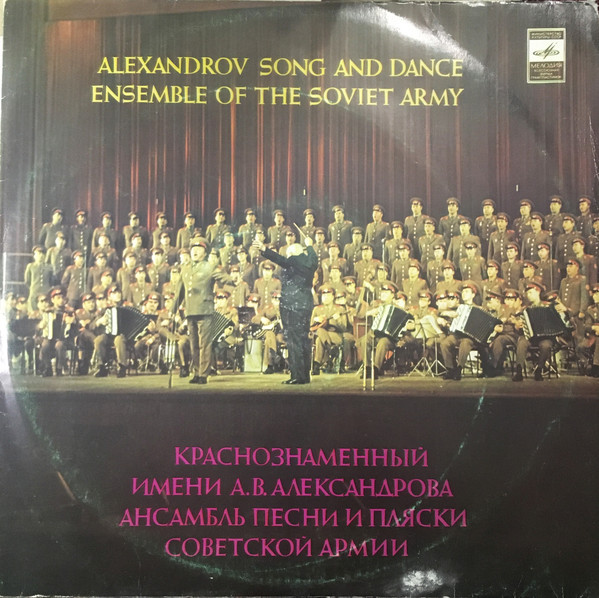 ALEXANDROV SONG AND DANCE
ENSEMBLE OF THE SOVIET ARMY
МЕЛОДИЯ
КРАСНОЗНАМЕННЫЙ
ИМЕНИ А.В.АЛЕКСАНДРОВА
АНСАМБЛЬ ПЕСНИ И ПЛЯСКИ
СОВЕТСКОЙ АРМИИ